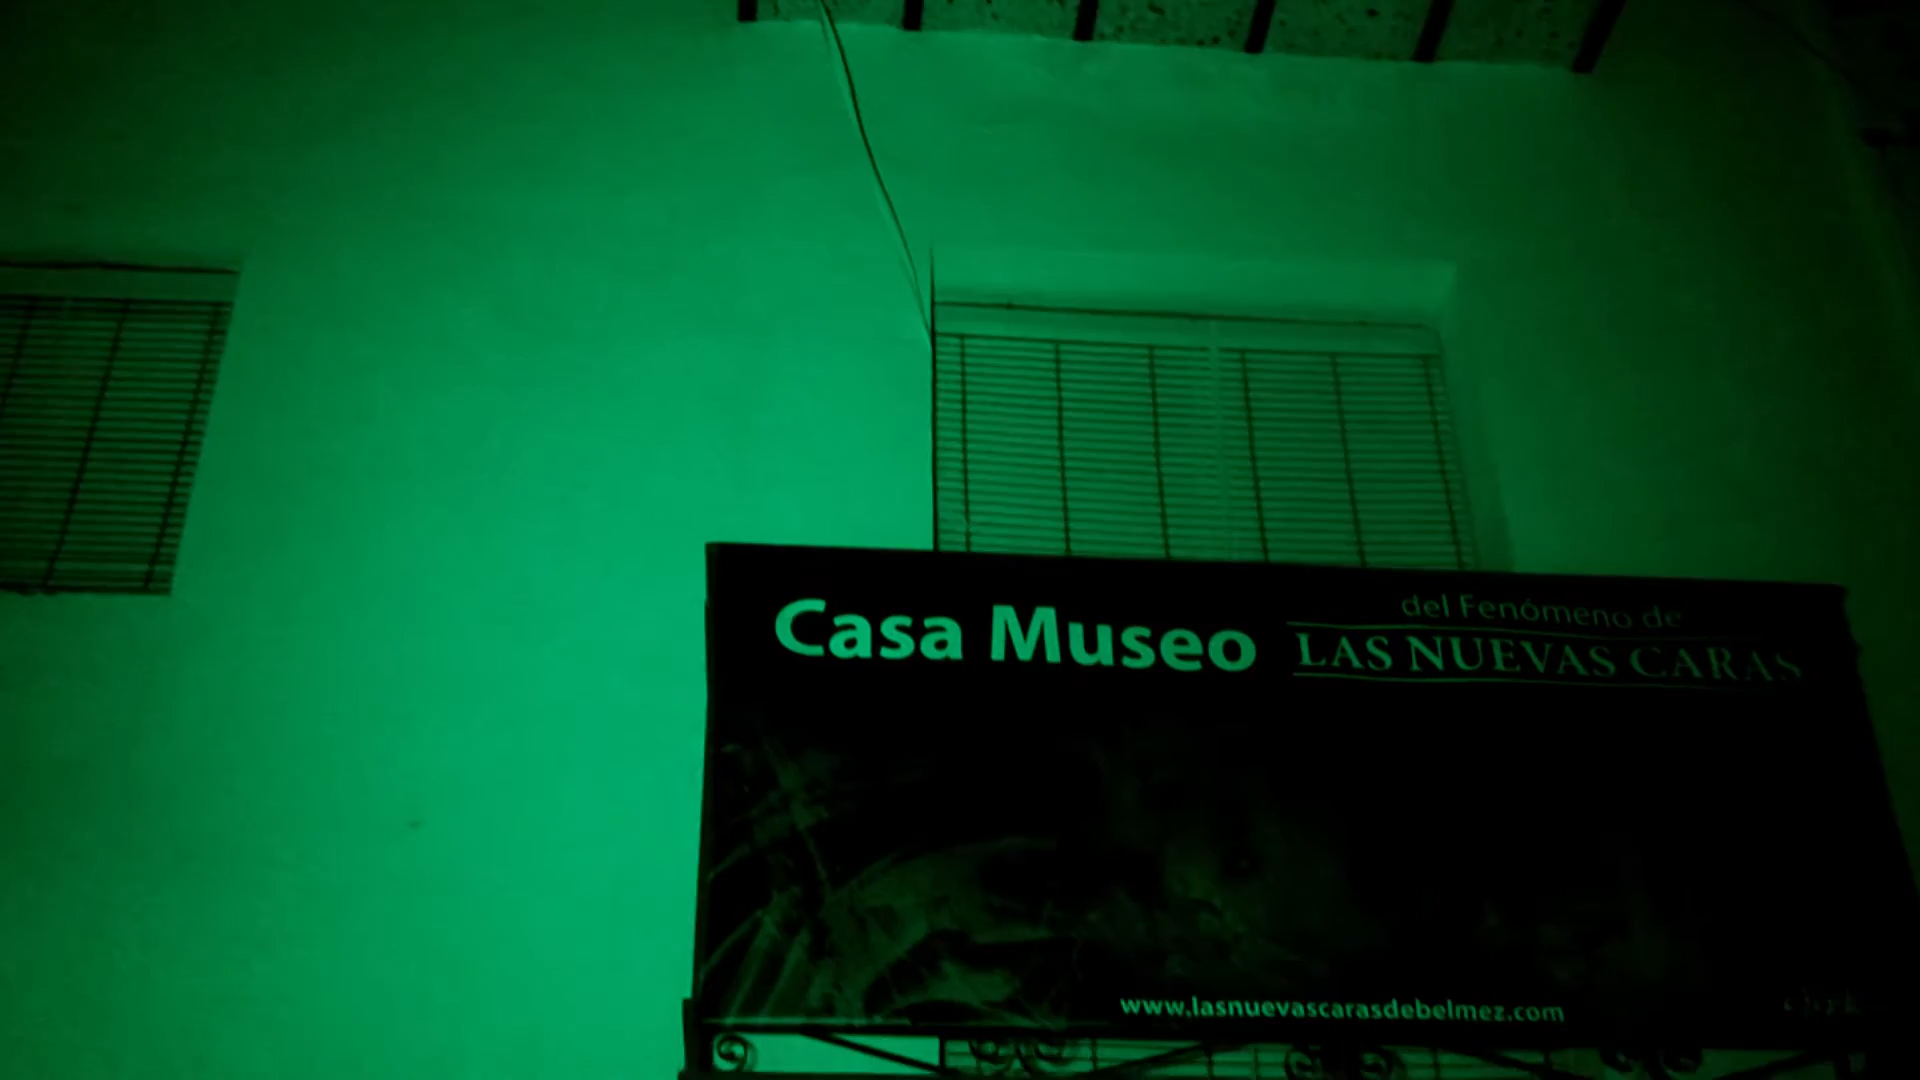 Casa Museo
del Fenómeno de
LAS NUEVAS CARAS
www.lasnuevascarasdebelmez.com